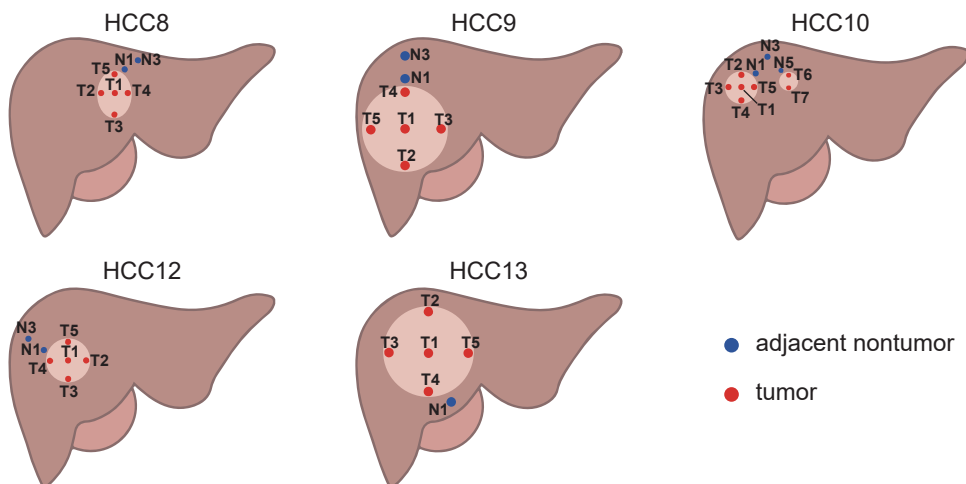 HCC8
N1 N3
T5
T1
T2 T4
T3
HCC9
N3
N1
T4
T5 T1 T3
T2
HCC10
N3
T2 N1 N5
T6
T3 T5
T7
T4 T1
HCC12
N3
T5
N1
T1
T4 T2
T3
HCC13
T2
T3 T1 T5
T4
N1
adjacent nontumor
tumor